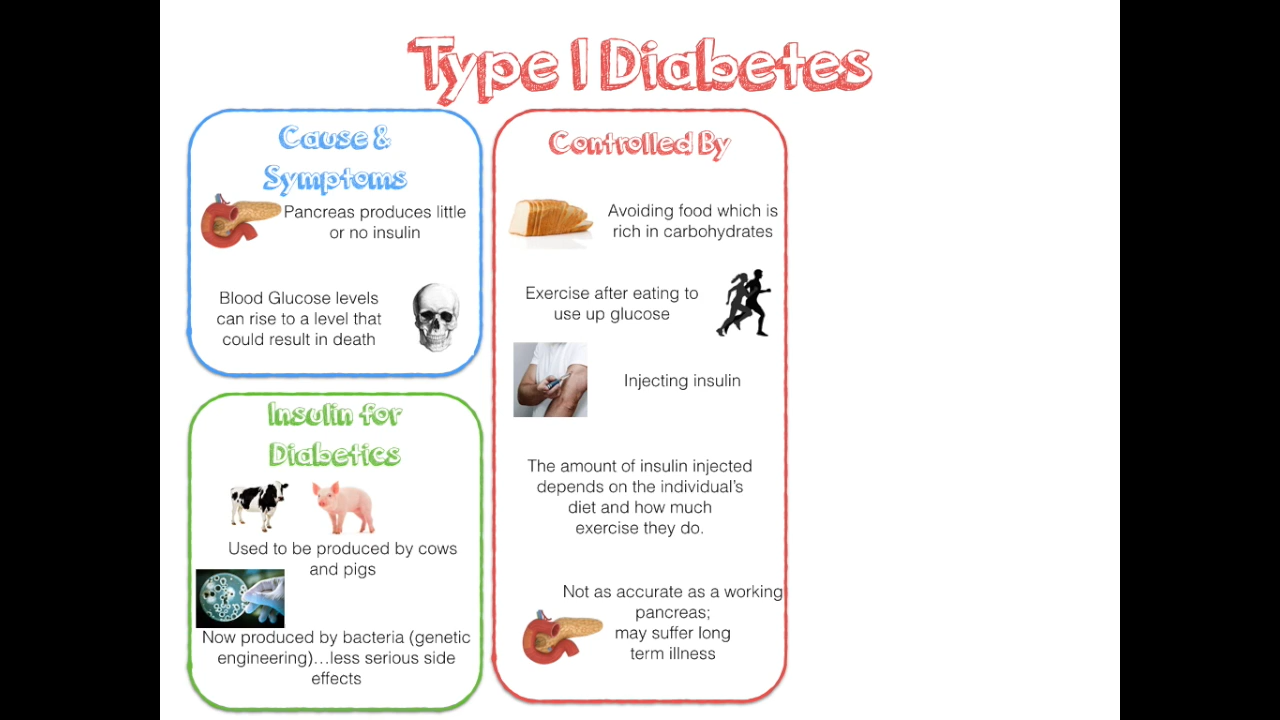 Type 1 Diabetes
Cause &
Symptoms
Pancreas produces little
or no insulin
Blood Glucose levels
can rise to a level that
could result in death
Insulin for
Diabetics
Used to be produced by cows
and pigs
Now produced by bacteria (genetic
engineering)...less serious side
effects
Controlled By
Avoiding food which is
rich in carbohydrates
Exercise after eating to
use up glucose
Injecting insulin
The amount of insulin injected
depends on the individual's
diet and how much
exercise they do.
Not as accurate as a working
pancreas;
may suffer long
term illness